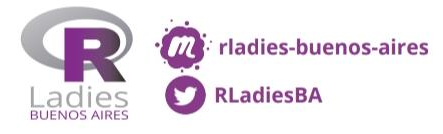 R
Ladies
BUENOS AIRES
m rladies-buenos-aires
RLadiesBA